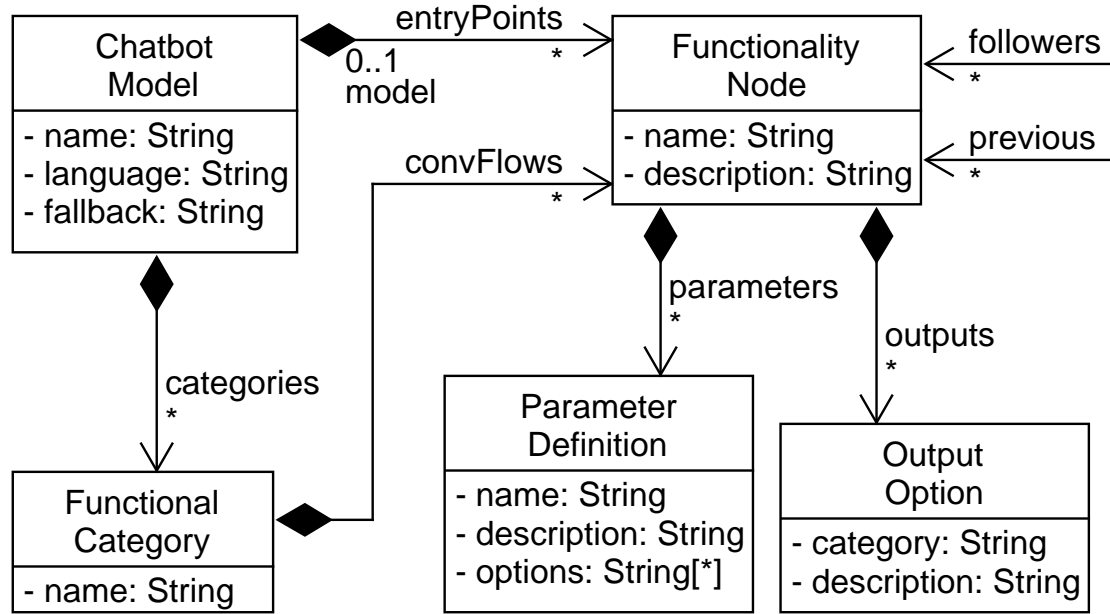 Chatbot
Model
- name: String
- language: String
- fallback: String
entryPoints
*
0..1
model
Functionality
Node
- name: String
- description: String
followers
*
previous
*
convFlows
*
categories
*
parameters
*
outputs
*
Functional
Category
- name: String
Parameter
Definition
- name: String
- description: String
- options: String[*]
Output
Option
- category: String
- description: String